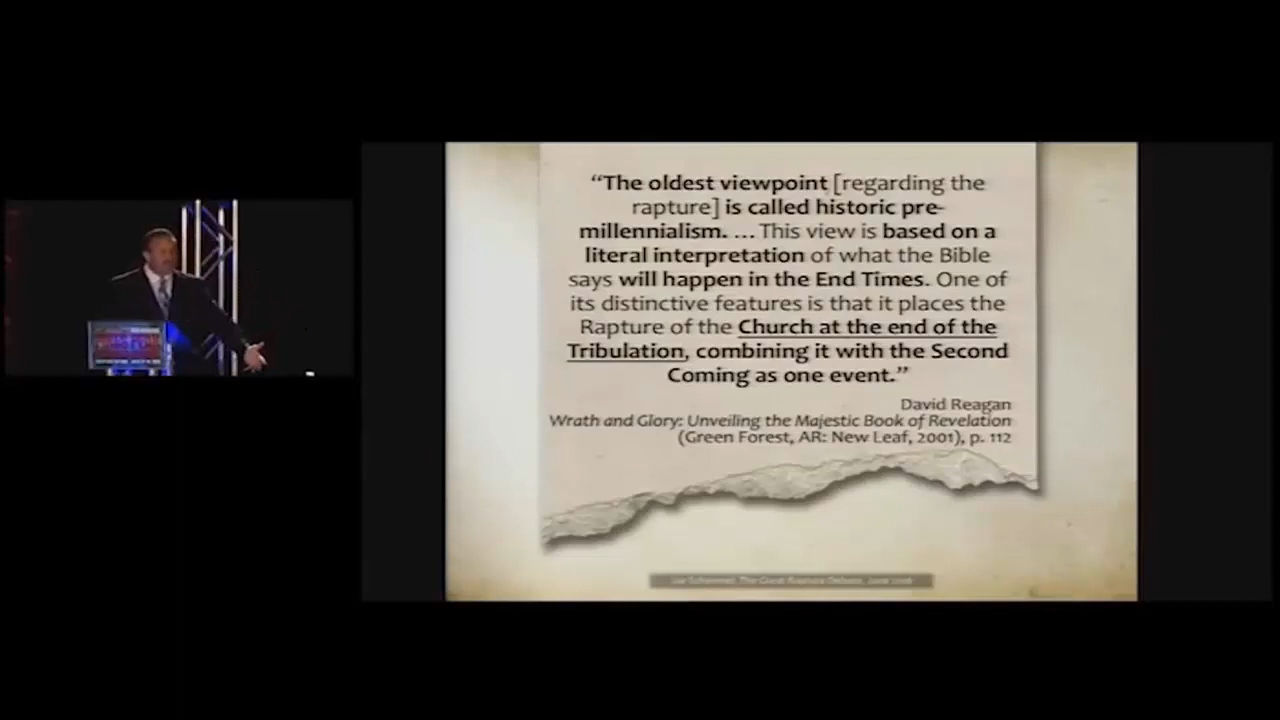 “The oldest viewpoint [regarding the
rapture] is called historic pre-
millennialism. ... This view is based on a
literal interpretation of what the Bible
says will happen in the End Times. One of
its distinctive features is that it places the
Rapture of the Church at the end of the
Tribulation, combining it with the Second
Coming as one event.”
David Reagan
Wrath and Glory: Unveiling the Majestic Book of Revelation
(Green Forest, AR: New Leaf, 2001), p. 112
The Great Rapture Debate,